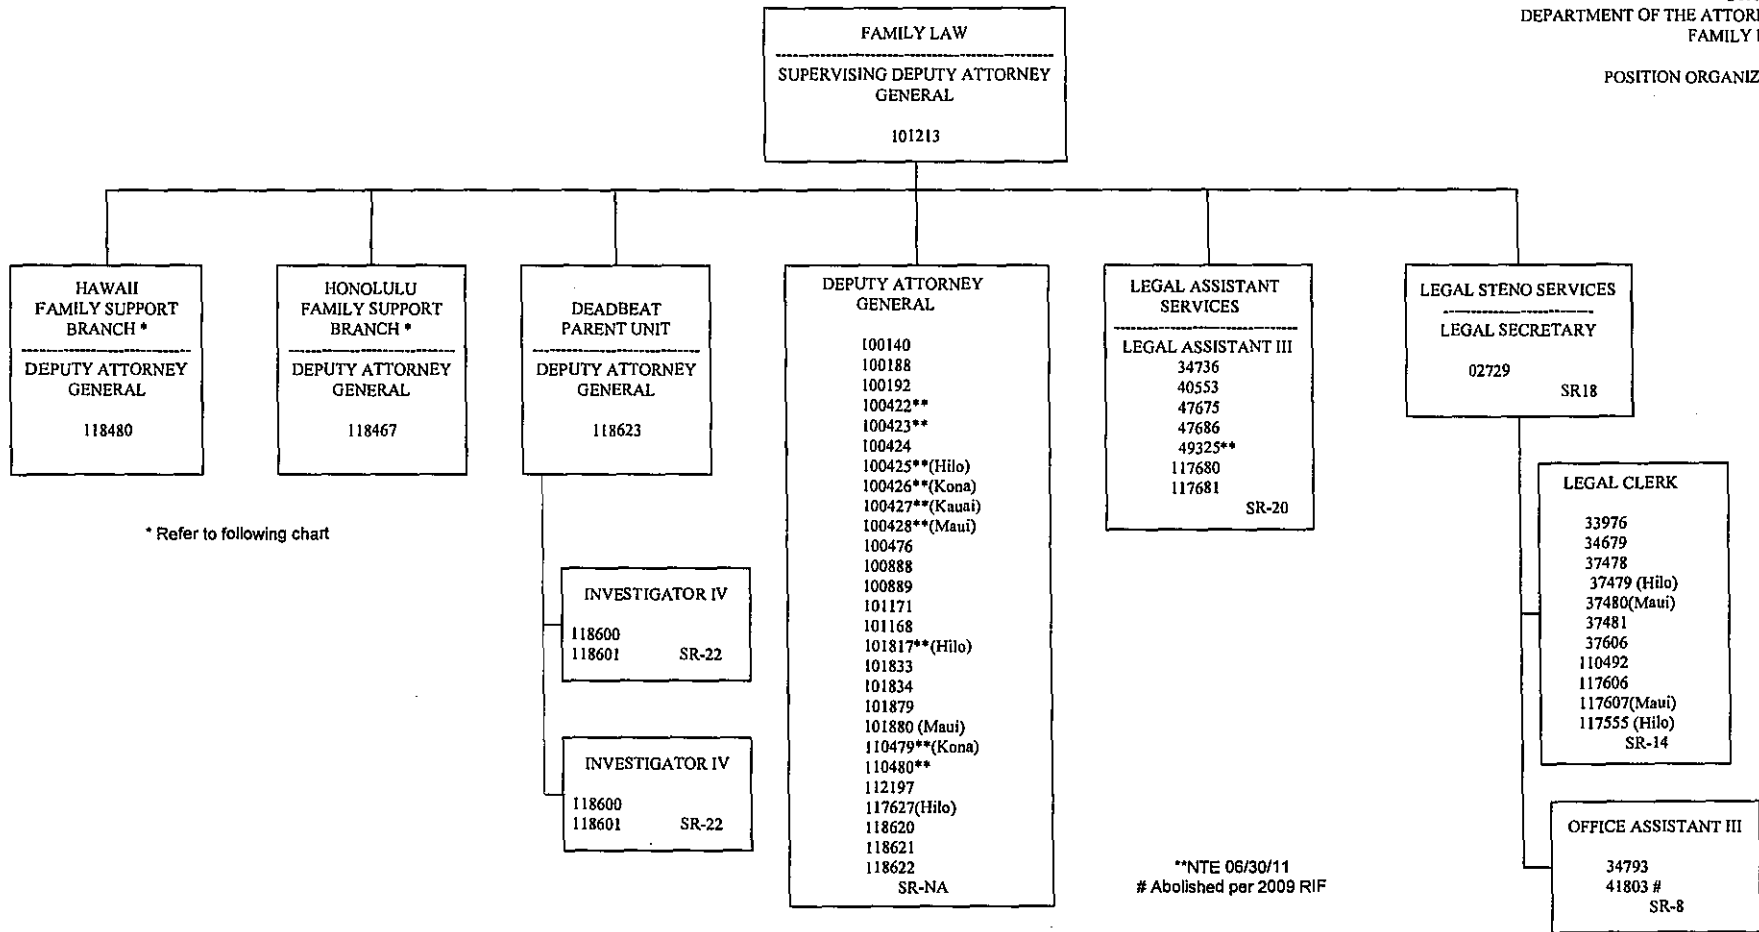 DEPARTMENT OF THE
FAMILY
POSITION
FAMILY LAW
SUPERVISING DEPUTY ATTORNEY
GENERAL
101213
HAWAII
FAMILY SUPPORT
BRANCH *
DEPUTY ATTORNEY
GENERAL
118480
HONOLULU
FAMILY SUPPORT
BRANCH *
DEPUTY ATTORNEY
GENERAL
118467
DEADBEAT
PARENT UNIT
DEPUTY ATTORNEY
GENERAL
118623
DEPUTY ATTORNEY
GENERAL
100140
100188
100192
100422**
100423**
100424
100425**(Hilo)
100426**(Kona)
100427**(Kauai)
100428**(Maui)
100476
100888
100889
101171
101168
101817**(Hilo)
101833
101834
101879
101880 (Maui)
110479**(Kona)
110480**
112197
117627(Hilo)
118620
118621
118622
SR-NA
LEGAL ASSISTANT
SERVICES
LEGAL ASSISTANT III
34736
40553
47675
47686
49325**
117680
117681
SR-20
LEGAL STENO SERVICES
LEGAL SECRETARY
02729
SR18
* Refer to following chart
INVESTIGATOR IV
118600
118601 SR-22
INVESTIGATOR IV
118600
118601 SR-22
LEGAL CLERK
33976
34679
37478
37479 (Hilo)
37480(Maui)
37481
37606
110492
117606
117607(Maui)
117555 (Hilo)
SR-14
OFFICE ASSISTANT III
34793
41803 #
SR-8
**NTE 06/30/11
# Abolished per 2009 RIF